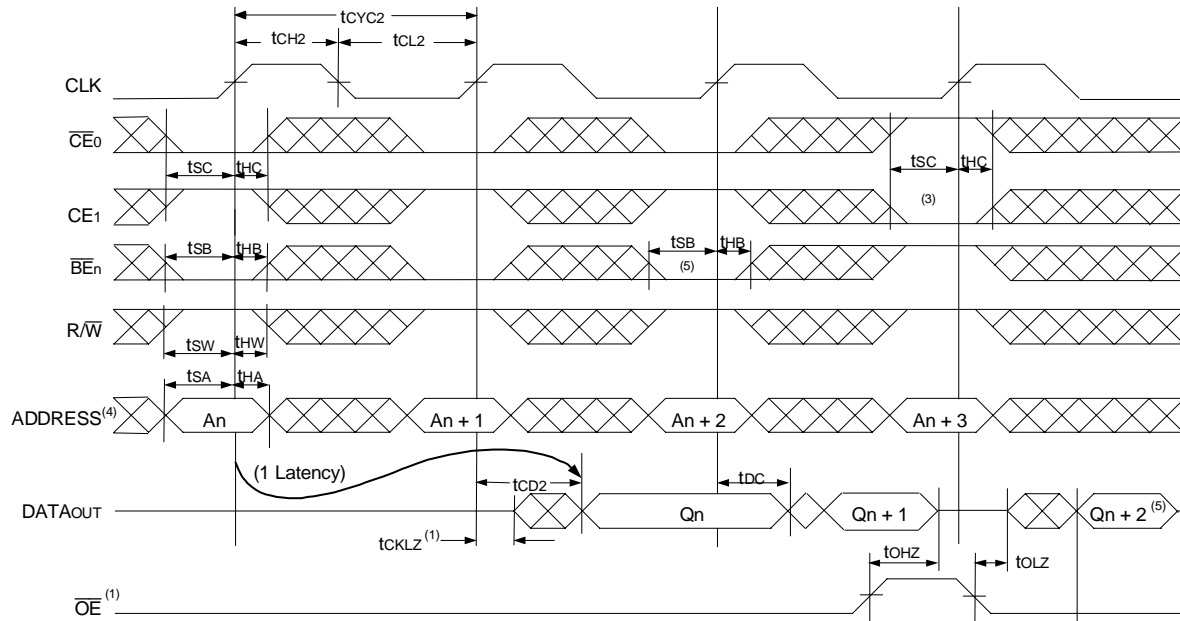 tCYC2
tCH2 tCL2
CLK
CE0
tSC tHC tSC tHC
CE1 (3)
tSB tHB tSB tHB
BEn (5)
R/W
tSW tHW
tSA tHA
ADDRESS(4) An An + 1 An + 2 An + 3
(1 Latency) tCD2 tDC
DATAOUT Qn Qn + 1 Qn + 2 (5)
tCKLZ(1) tOHZ tOLZ
OE (1)